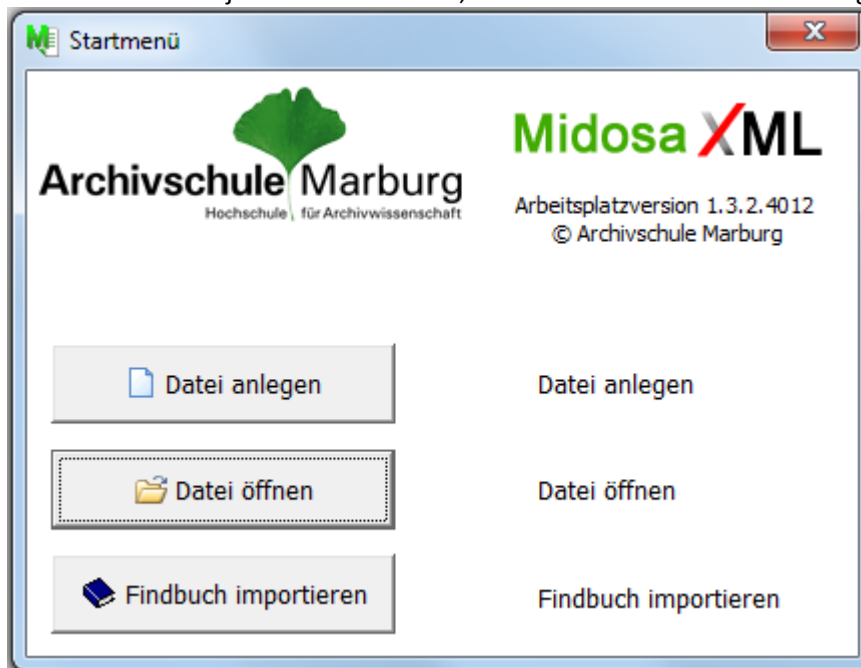 Startmenü
Archivschule Marburg
Hochschule für Archivwissenschaft
Midosa XML
Arbeitsplatzversion 1.3.2.4012
© Archivschule Marburg
Datei anlegen Datei anlegen
Datei öffnen Datei öffnen
Findbuch importieren Findbuch importieren